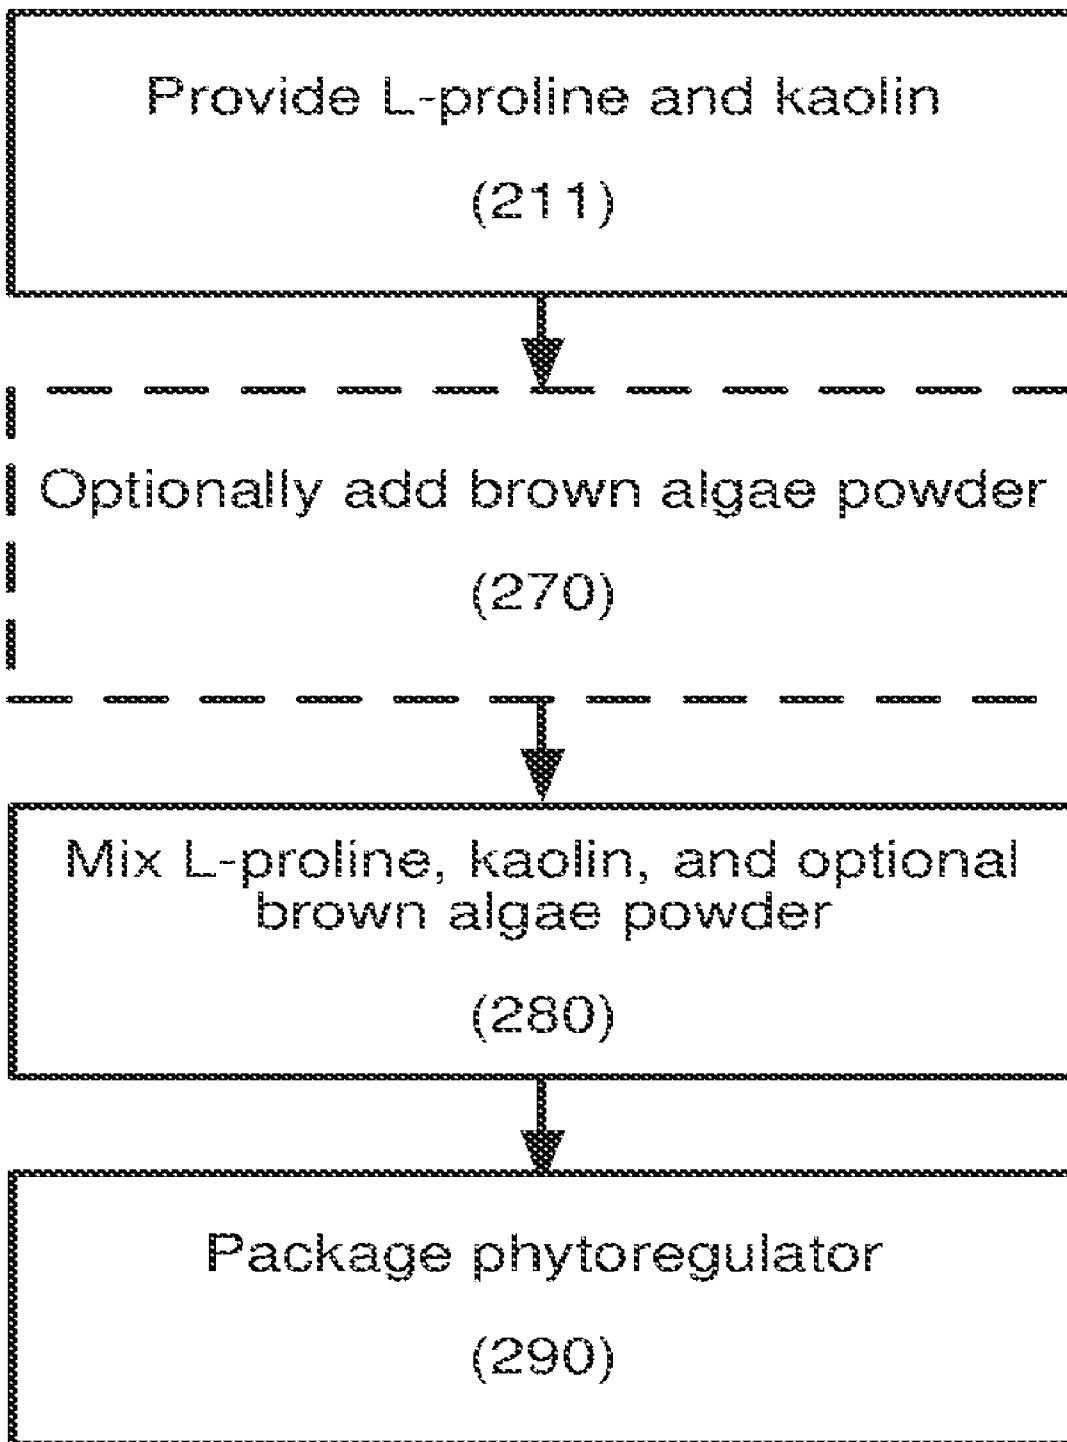 Provide L-proline and kaolin
(211)
Optionally add brown algae powder
(270)
Mix L-proline, kaolin, and optional
brown algae powder
(280)
Package phytoregulator
(290)